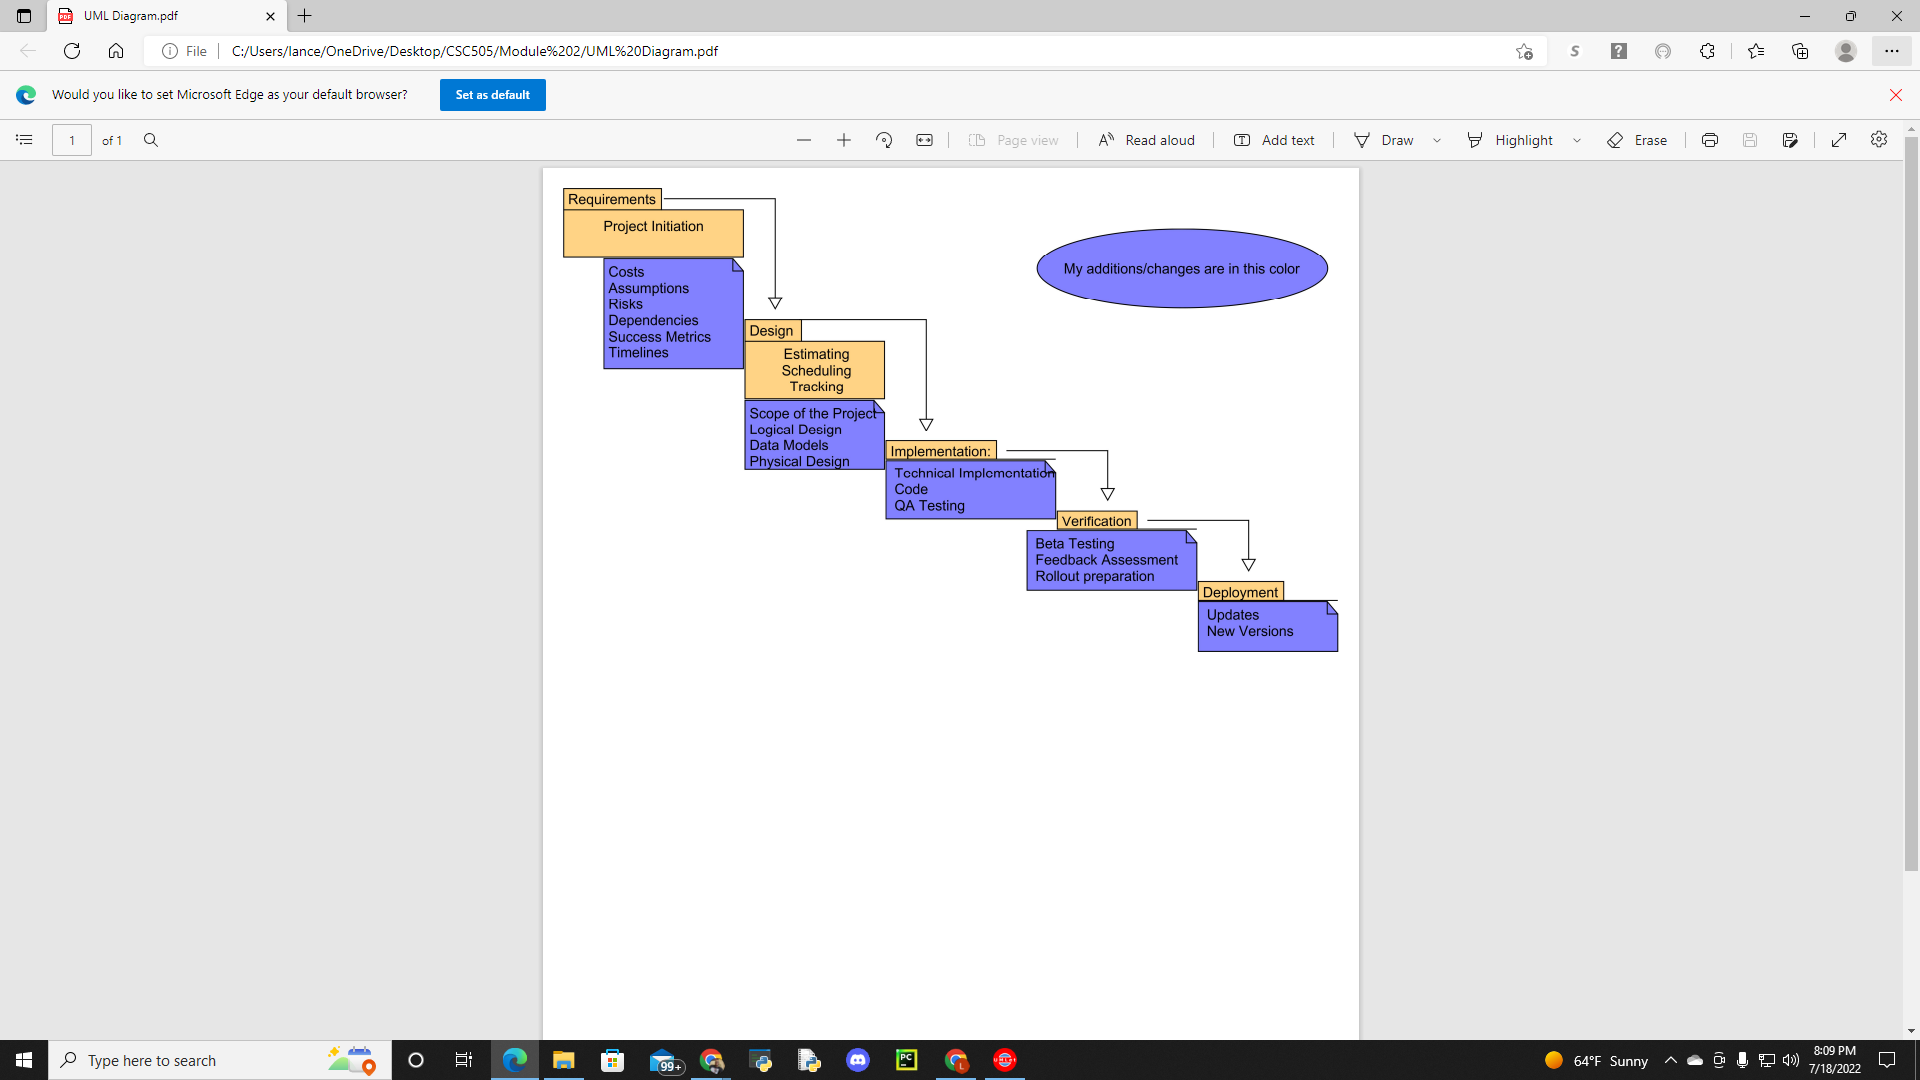 UML Diagram.pdf
File
C:/Users/lance/OneDrive/Desktop/CSC505/Module%202/UML%20Diagram.pdf
Would you like to set Microsoft Edge as your default browser?
Set as default
1 of 1
Page view
Read aloud
Add text
Draw
Highlight
Erase
Requirements
Project Initiation
My additions/changes are in this color
Costs
Assumptions
Risks
Dependencies
Success Metrics
Timelines
Design
Estimating
Scheduling
Tracking
Scope of the Project
Logical Design
Data Models
Physical Design
Implementation:
Technical Implementation
Code
QA Testing
Verification
Beta Testing
Feedback Assessment
Rollout preparation
Deployment
Updates
New Versions
Type here to search
99+
PC
64°F Sunny
8:09 PM
7/18/2022